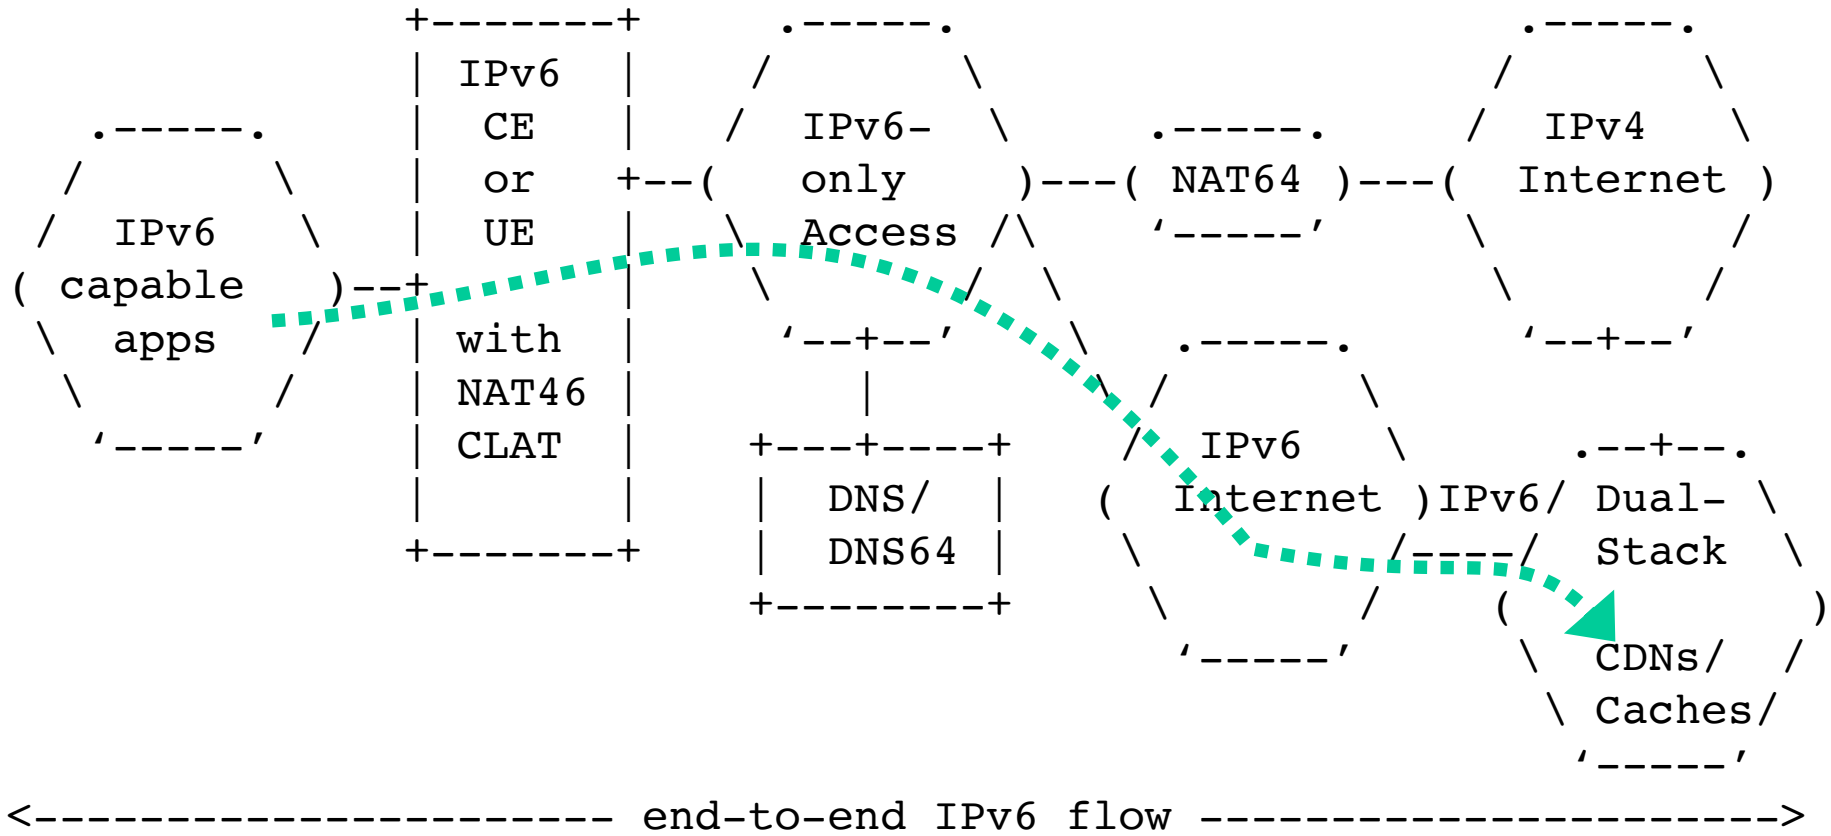 IPv6
CE
or
UE
with
NAT46
CLAT
IPv6
capable
apps
IPv6-
only
Access
NAT64
IPv4
Internet
DNS/
DNS64
IPv6
Internet
IPv6
Dual-
Stack
CDNs/
Caches
end-to-end IPv6 flow